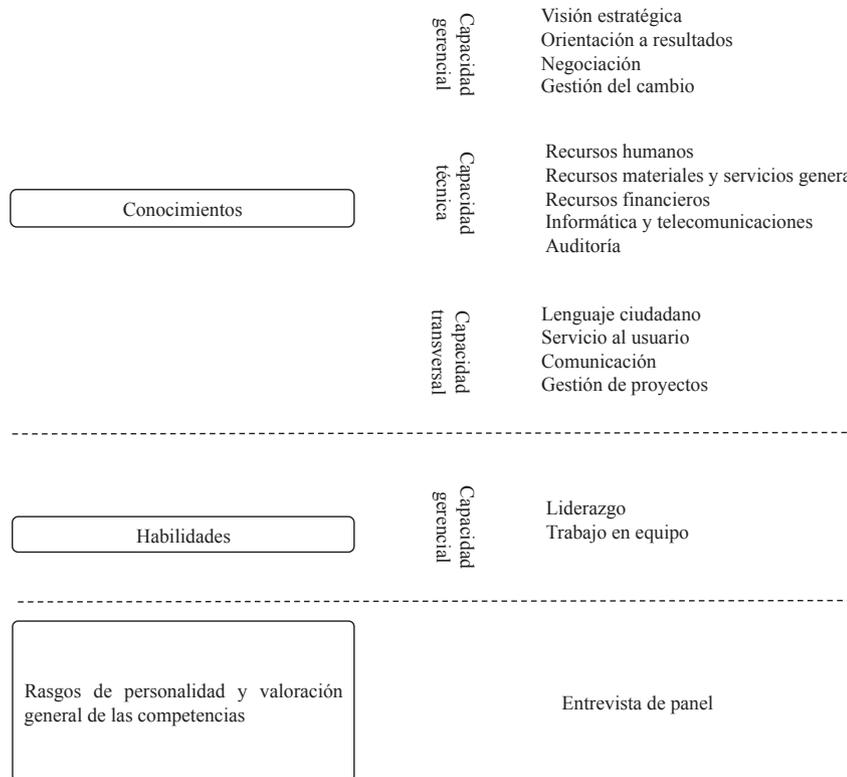 Capacidad
gerencial
Visión estratégica
Orientación a resultados
Negociación
Gestión del cambio
Conocimientos
Capacidad
técnica
Recursos humanos
Recursos materiales y servicios
Recursos financieros
Informática y telecomunicaciones
Auditoría
Capacidad
transversal
Lenguaje ciudadano
Servicio al usuario
Comunicación
Gestión de proyectos
Habilidades
Capacidad
gerencial
Liderazgo
Trabajo en equipo
Rasgos de personalidad y valoración
general de las competencias
Entrevista de panel